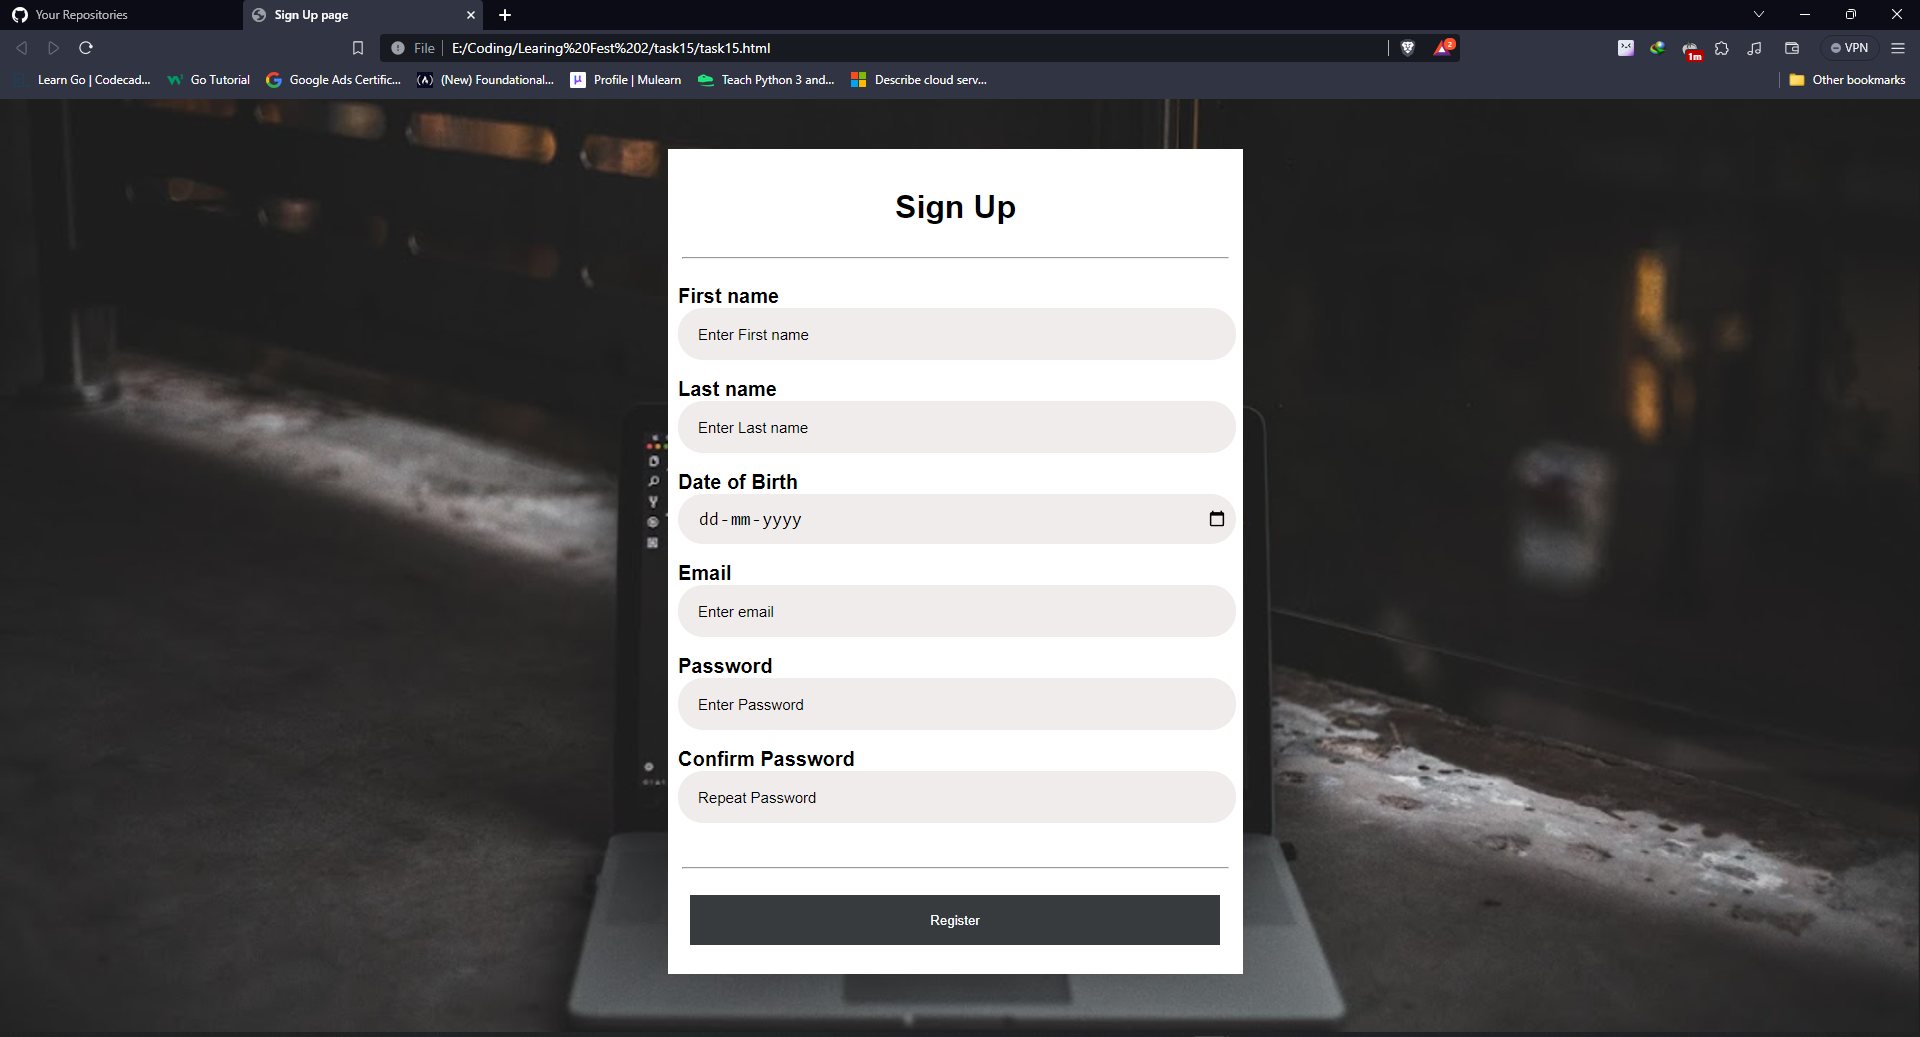 Your Repositories
Sign Up page
File E:/Coding/Learing%20Fest%202/task15/task15.html
2
1m
VPN
Learn Go | Codecad... Go Tutorial Google Ads Certific... (New) Foundational... Profile | Mulearn Teach Python 3 and... Describe cloud serv... Other bookmarks
Sign Up
First name
Enter First name
Last name
Enter Last name
Date of Birth
dd-mm-yyyy
Email
Enter email
Password
Enter Password
Confirm Password
Repeat Password
Register